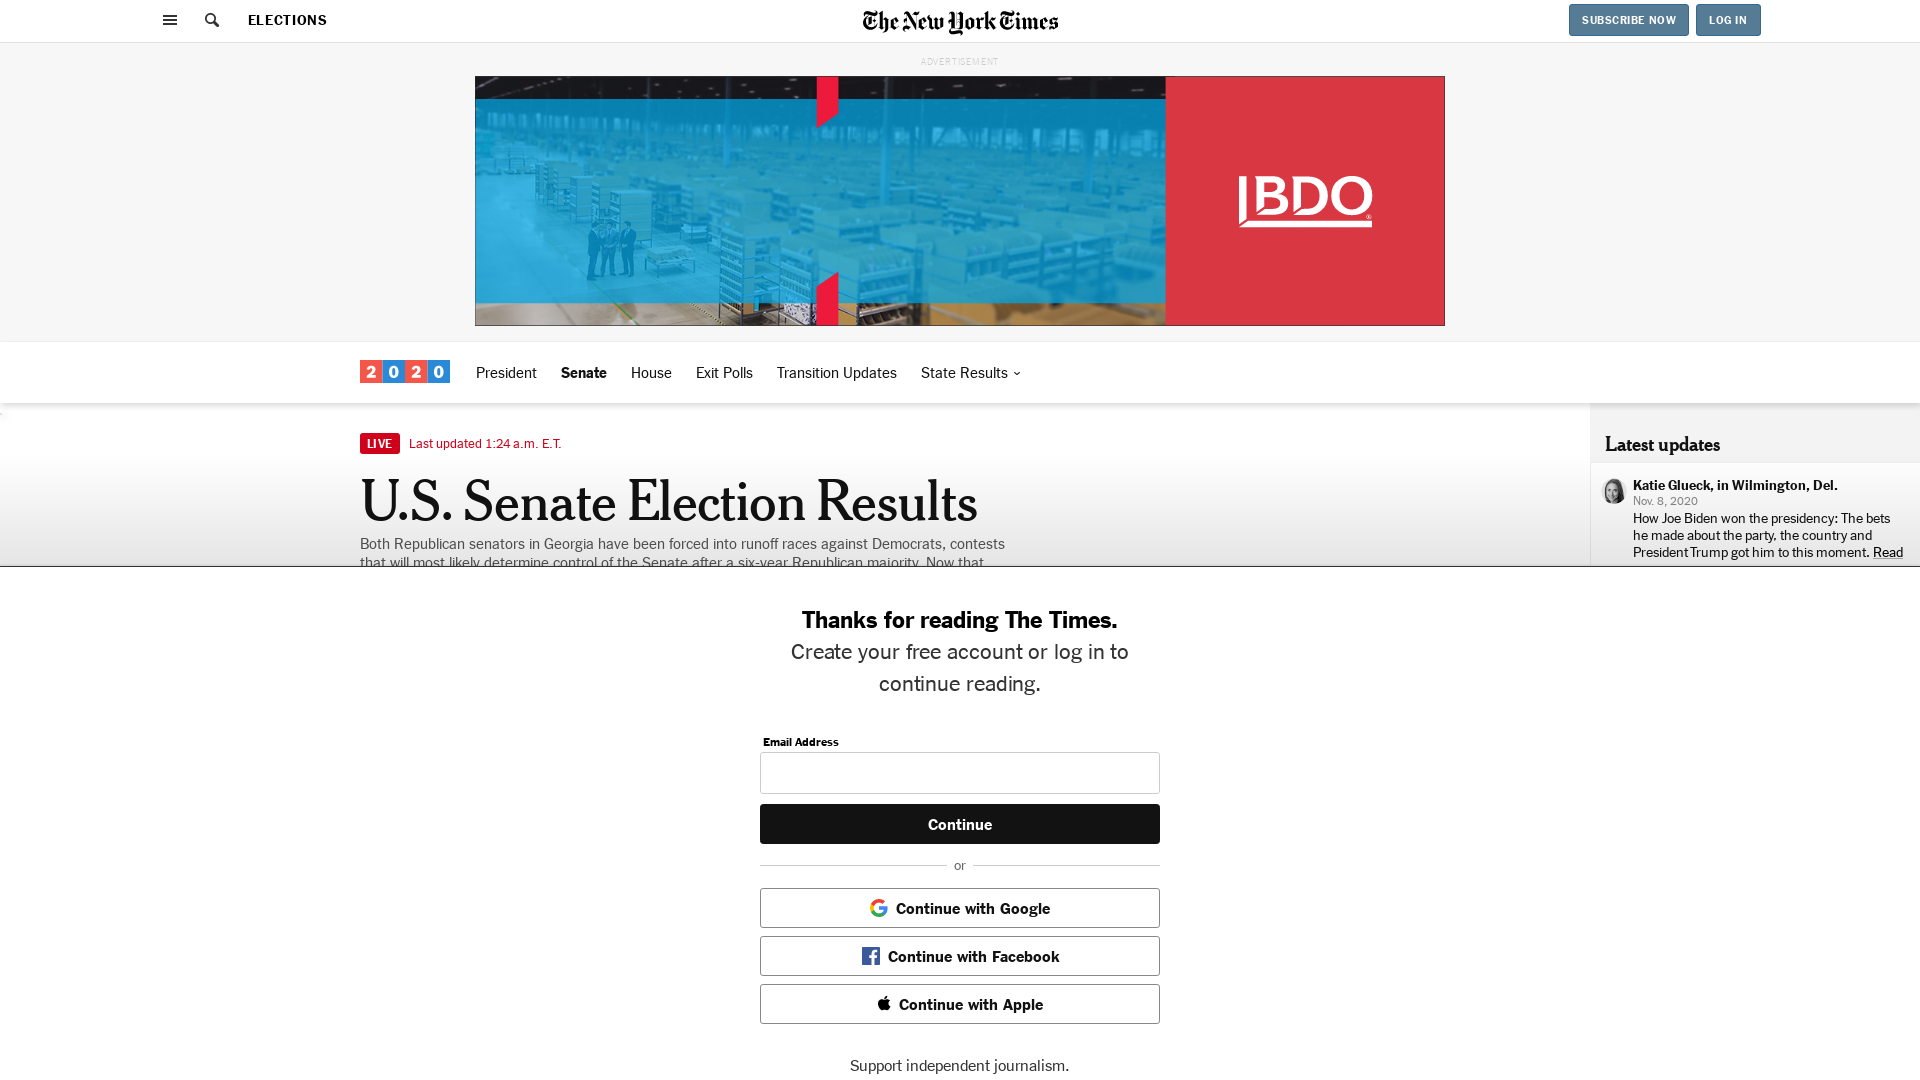 ELECTIONS
The New York Times
SUBSCRIBE NOW
LOG IN
ADVERTISEMENT
BDO
2020
President
Senate
House
Exit Polls
Transition Updates
State Results
LIVE
Last updated 1:24 a.m. E.T.
U.S. Senate Election Results
Both Republican senators in Georgia have been forced into runoff races against Democrats, contests
that will most likely determine control of the Senate after a six-year Republican majority. Now that
Latest updates
Katie Glueck, in Wilmington, Del.
Nov. 8, 2020
How Joe Biden won the presidency: The bets
he made about the party, the country and
President Trump got him to this moment. Read
Thanks for reading The Times.
Create your free account or log in to
continue reading.
Email Address
Continue
or
Continue with Google
Continue with Facebook
Continue with Apple
Support independent journalism.